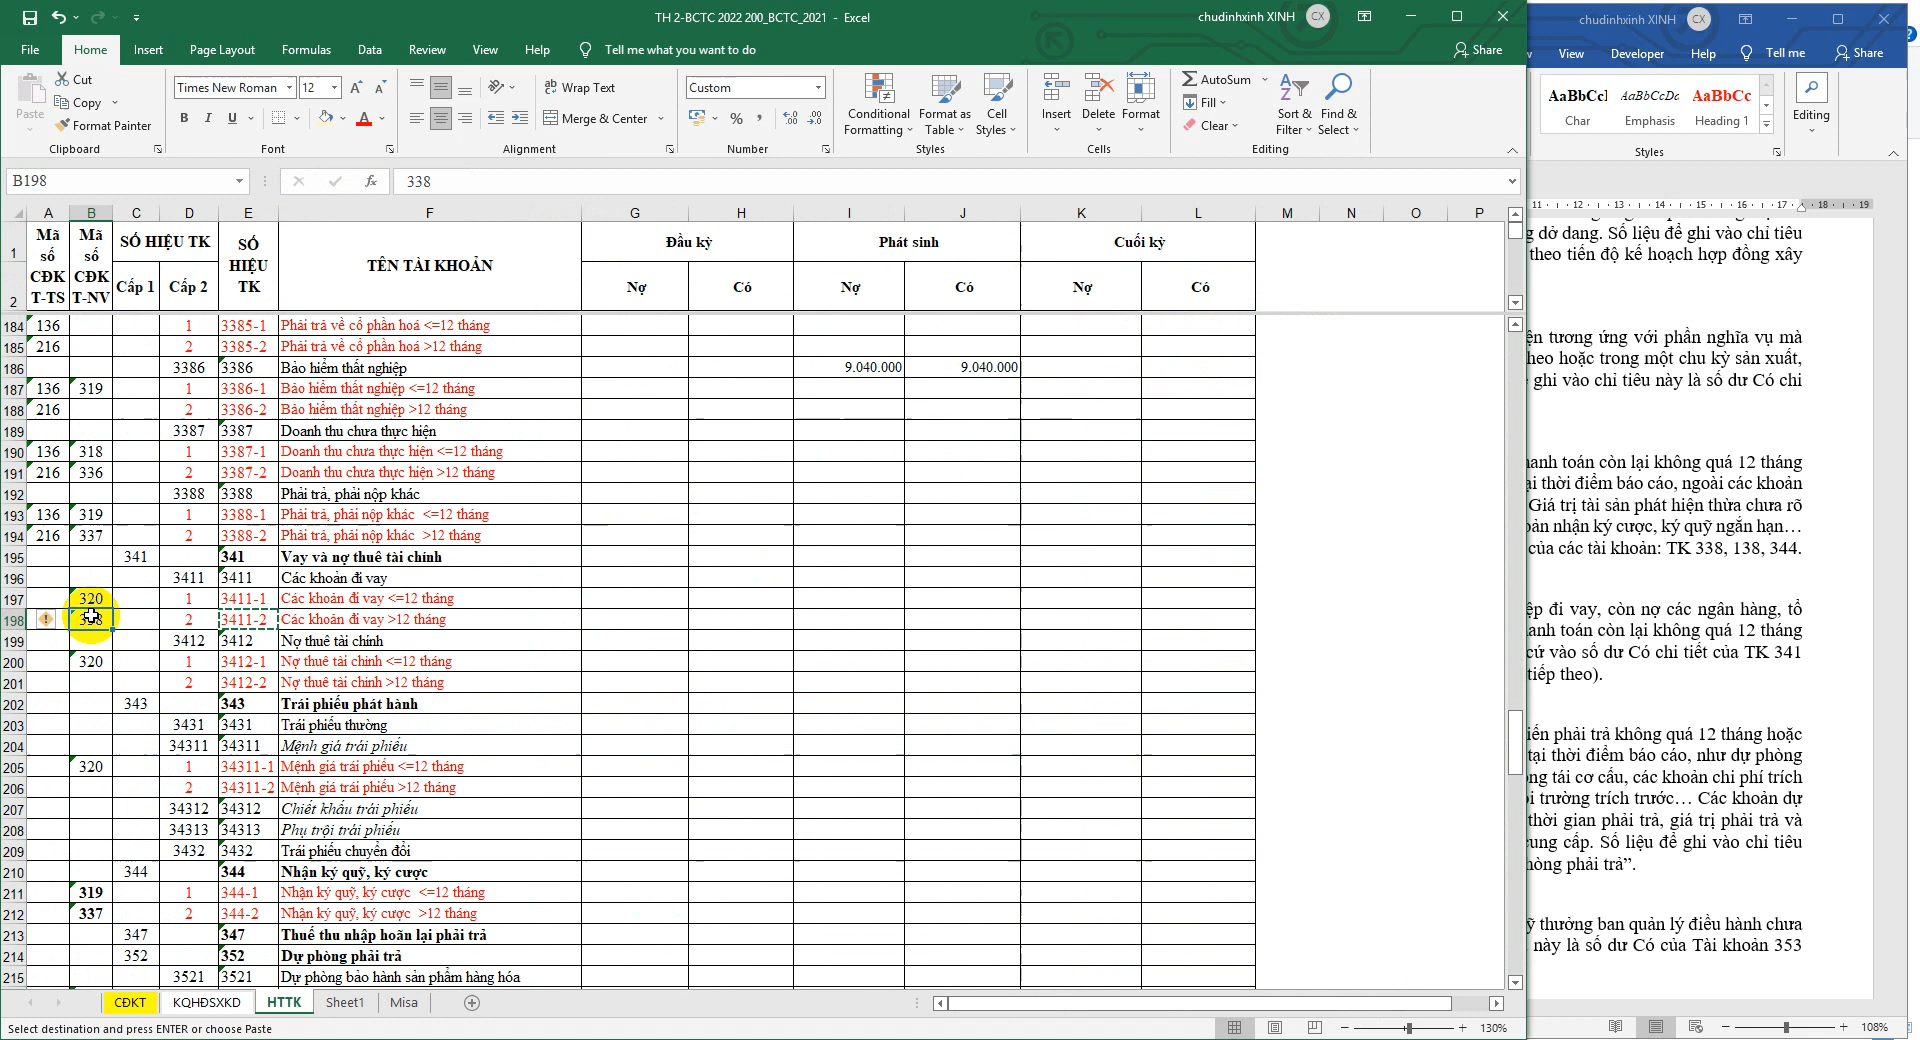 TH 2-BCTC 2022 200_BCTC_2021 - Excel
chudinhxinh XINH CX
File Home Insert Page Layout Formulas Data Review View Help Tell me what you want to do Share
Cut
Copy
Format Painter
Paste
Clipboard
Times New Roman 12
B I U A
Font
Wrap Text
Merge & Center
Alignment
Custom
% ,
Number
Conditional Formatting
Format as Table
Cell Styles
Styles
Insert Delete Format
Cells
AutoSum
Fill
Clear
Sort & Filter
Find & Select
Editing
B198 fx 338
A B C D E F G H I J K L M N O P
1 Mã số CĐK T-TS Mã số CĐK T-NV SỐ HIỆU TK SỐ HIỆU TK TÊN TÀI KHOẢN Đầu kỳ Phát sinh Cuối kỳ
2 Cấp 1 Cấp 2 Nợ Có Nợ Có Nợ Có
184 136 1 3385-1 Phải trả về cổ phần hoá <=12 tháng
185 216 2 3385-2 Phải trả về cổ phần hoá >12 tháng
186 3386 3386 Bảo hiểm thất nghiệp 9.040.000 9.040.000
187 136 319 1 3386-1 Bảo hiểm thất nghiệp <=12 tháng
188 216 2 3386-2 Bảo hiểm thất nghiệp >12 tháng
189 3387 3387 Doanh thu chưa thực hiện
190 136 318 1 3387-1 Doanh thu chưa thực hiện <=12 tháng
191 216 336 2 3387-2 Doanh thu chưa thực hiện >12 tháng
192 3388 3388 Phải trả, phải nộp khác
193 136 319 1 3388-1 Phải trả, phải nộp khác <=12 tháng
194 216 337 2 3388-2 Phải trả, phải nộp khác >12 tháng
195 341 341 Vay và nợ thuê tài chính
196 3411 3411 Các khoản đi vay
197 320 1 3411-1 Các khoản đi vay <=12 tháng
198 338 2 3411-2 Các khoản đi vay >12 tháng
199 3412 3412 Nợ thuê tài chính
200 320 1 3412-1 Nợ thuê tài chính <=12 tháng
201 2 3412-2 Nợ thuê tài chính >12 tháng
202 343 343 Trái phiếu phát hành
203 3431 3431 Trái phiếu thường
204 34311 34311 Mệnh giá trái phiếu
205 320 1 34311-1 Mệnh giá trái phiếu <=12 tháng
206 2 34311-2 Mệnh giá trái phiếu >12 tháng
207 34312 34312 Chiết khấu trái phiếu
208 34313 34313 Phụ trội trái phiếu
209 3432 3432 Trái phiếu chuyển đổi
210 344 344 Nhận ký quỹ, ký cược
211 319 1 344-1 Nhận ký quỹ, ký cược <=12 tháng
212 337 2 344-2 Nhận ký quỹ, ký cược >12 tháng
213 347 347 Thuế thu nhập hoãn lại phải trả
214 352 352 Dự phòng phải trả
215 3521 3521 Dự phòng bảo hành sản phẩm hàng hóa
CĐKT KQHĐSXKD HTTK Sheet1 Misa
Select destination and press ENTER or choose Paste
130%
chudinhxinh XINH CX
View Developer Help Tell me Share
AaBbCcl AaBbCcDc AaBbCc
Char Emphasis Heading 1
Styles
Editing
11 12 13 14 15 16 17 18 19
g dở dang. Số liệu để ghi vào chỉ tiêu
theo tiến độ kế hoạch hợp đồng xây
ện tương ứng với phần nghĩa vụ mà
heo hoặc trong một chu kỳ sản xuất,
ghi vào chỉ tiêu này là số dư Có chi
anh toán còn lại không quá 12 tháng
ại thời điểm báo cáo, ngoài các khoản
Giá trị tài sản phát hiện thừa chưa rõ
oản nhận ký cược, ký quỹ ngắn hạn…
của các tài khoản: TK 338, 138, 344.
ệp đi vay, còn nợ các ngân hàng, tổ
anh toán còn lại không quá 12 tháng
cứ vào số dư Có chi tiết của TK 341
tiếp theo).
iến phải trả không quá 12 tháng hoặc
tại thời điểm báo cáo, như dự phòng
ng tái cơ cấu, các khoản chi phí trích
i trường trích trước… Các khoản dự
thời gian phải trả, giá trị phải trả và
cung cấp. Số liệu để ghi vào chỉ tiêu
hòng phải trả”.
ỹ thưởng ban quản lý điều hành chưa
này là số dư Có của Tài khoản 353
108%